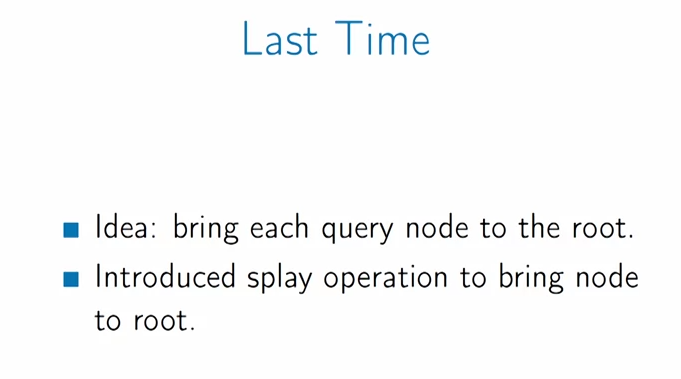 Last Time
Idea: bring each query node to the root.
Introduced splay operation to bring node
to root.